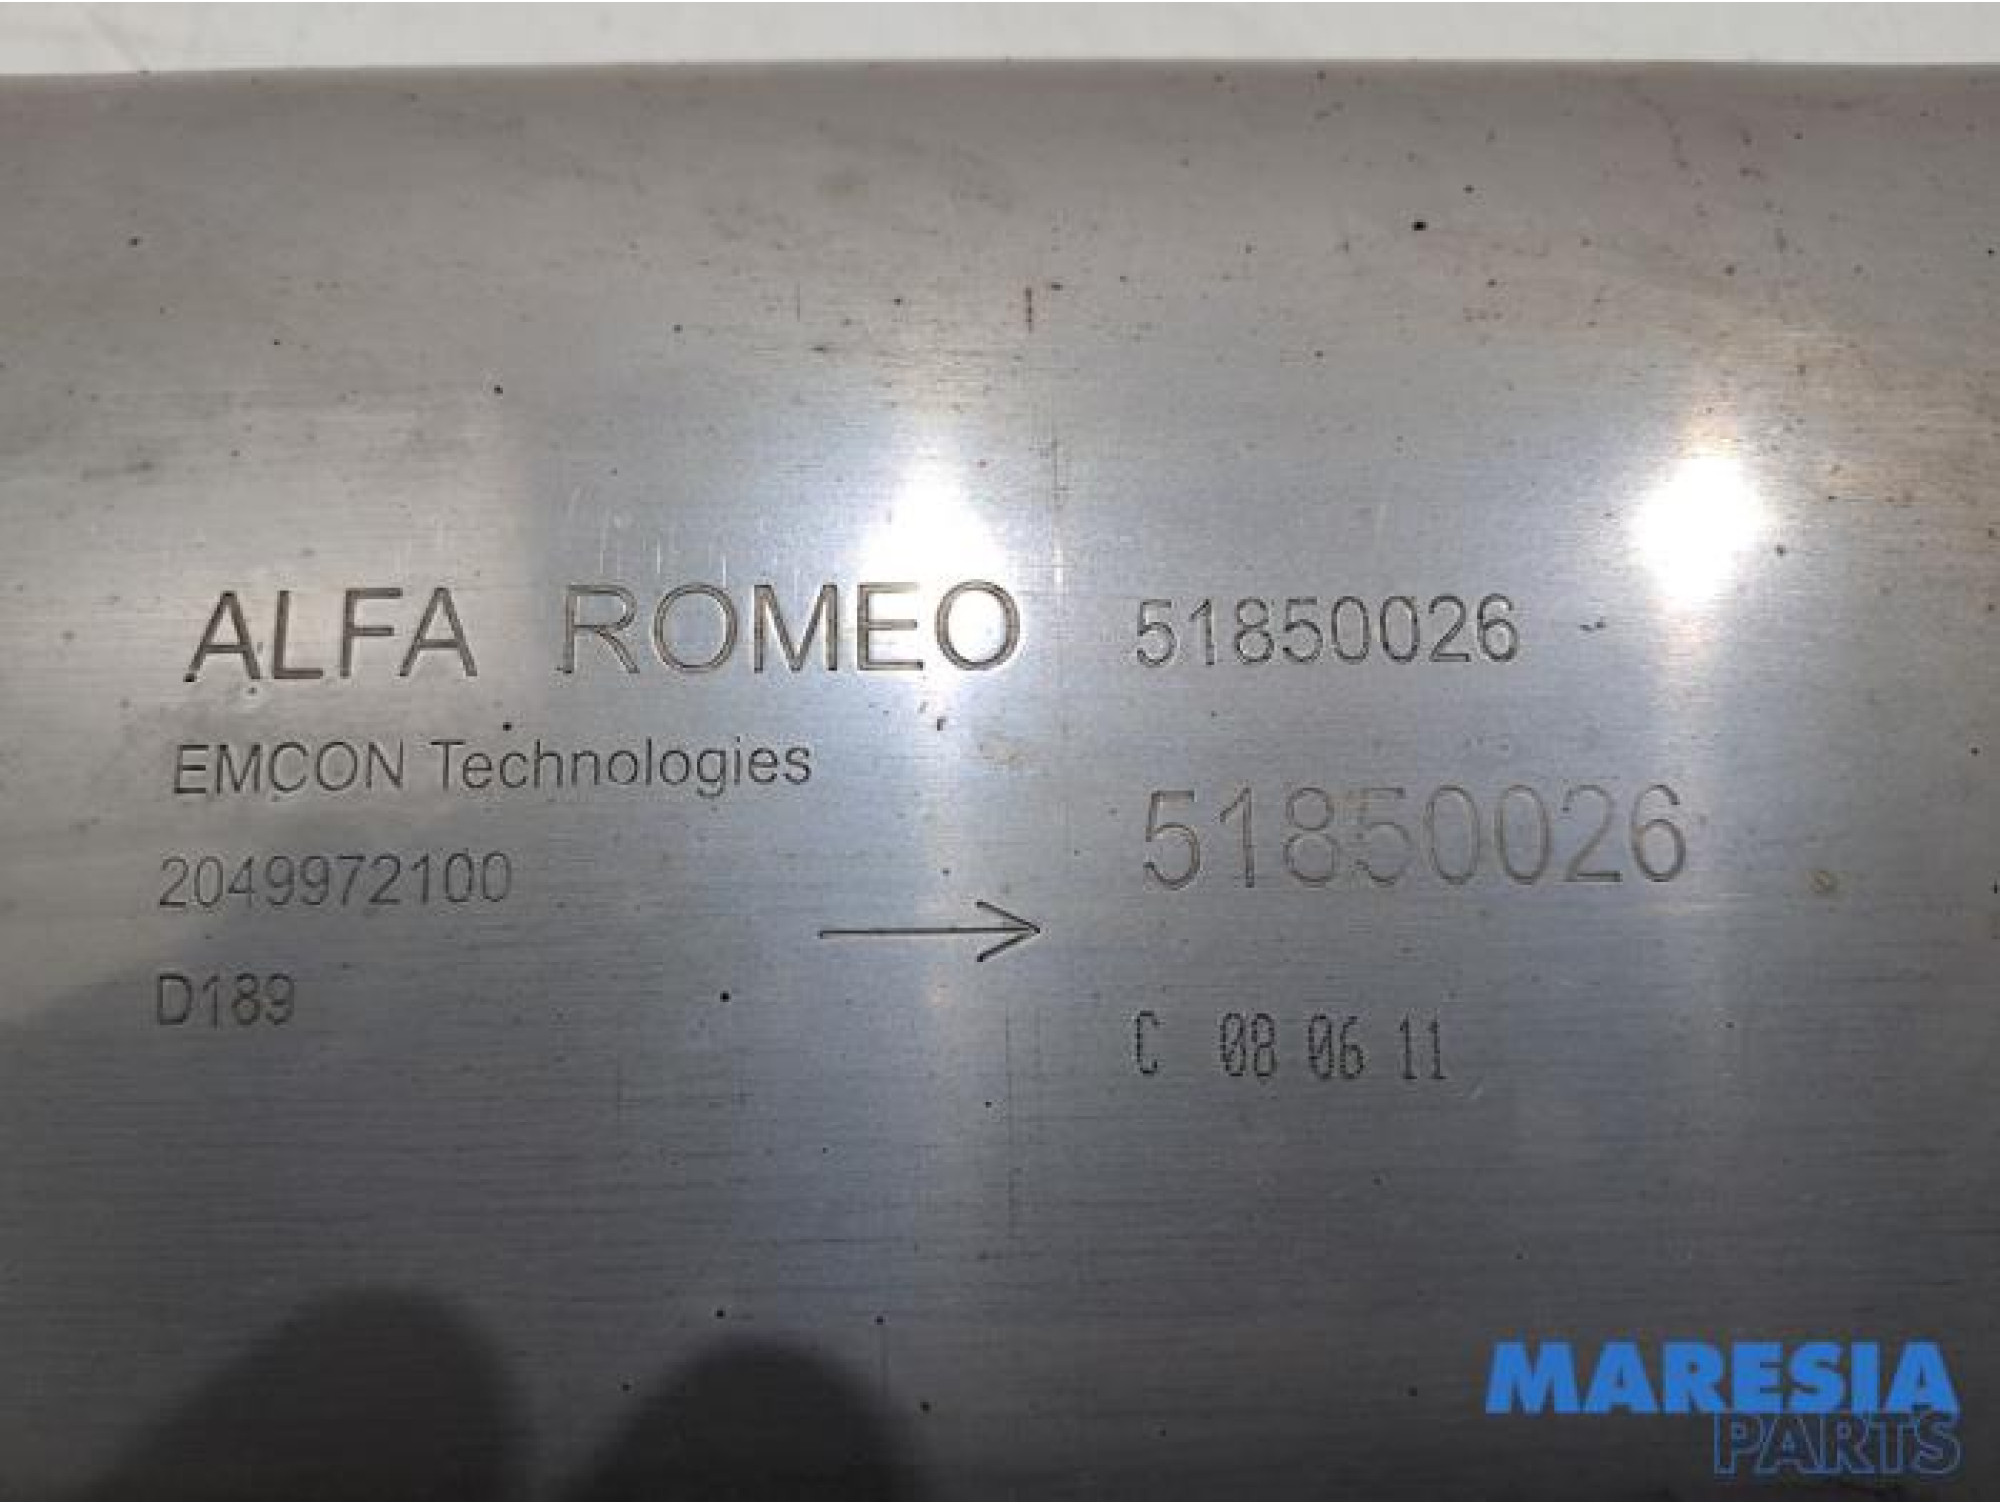 ALFA ROMEO 51850026
EMCON Technologies
51850026
2049972100
→
D189
C 08 06 11
MARESIA
PARTS